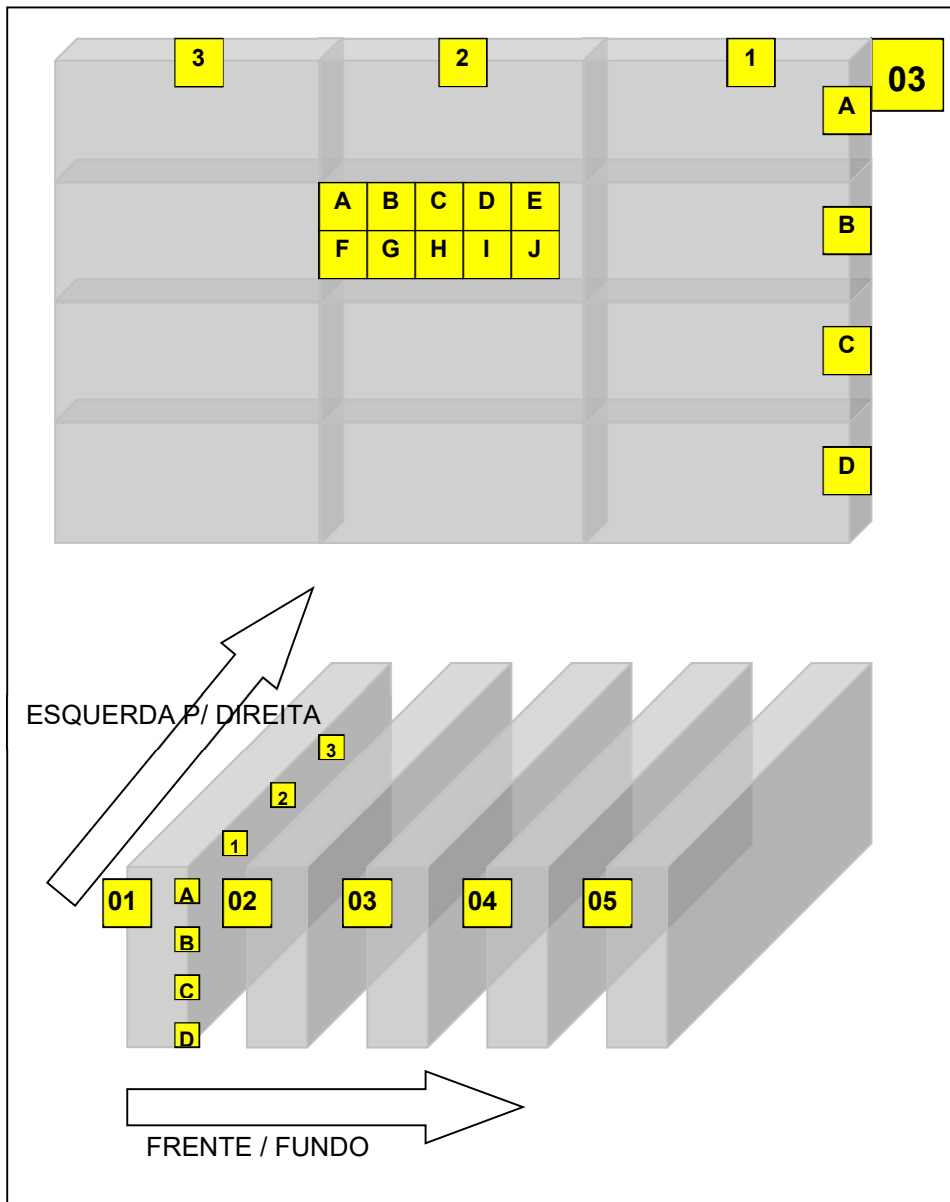 3 2 1 03
A
A B C D E
F G H I J
B
C
D
ESQUERDA P/ DIREITA
3
2
1
01 A 02 03 04 05
B
C
D
FRENTE / FUNDO